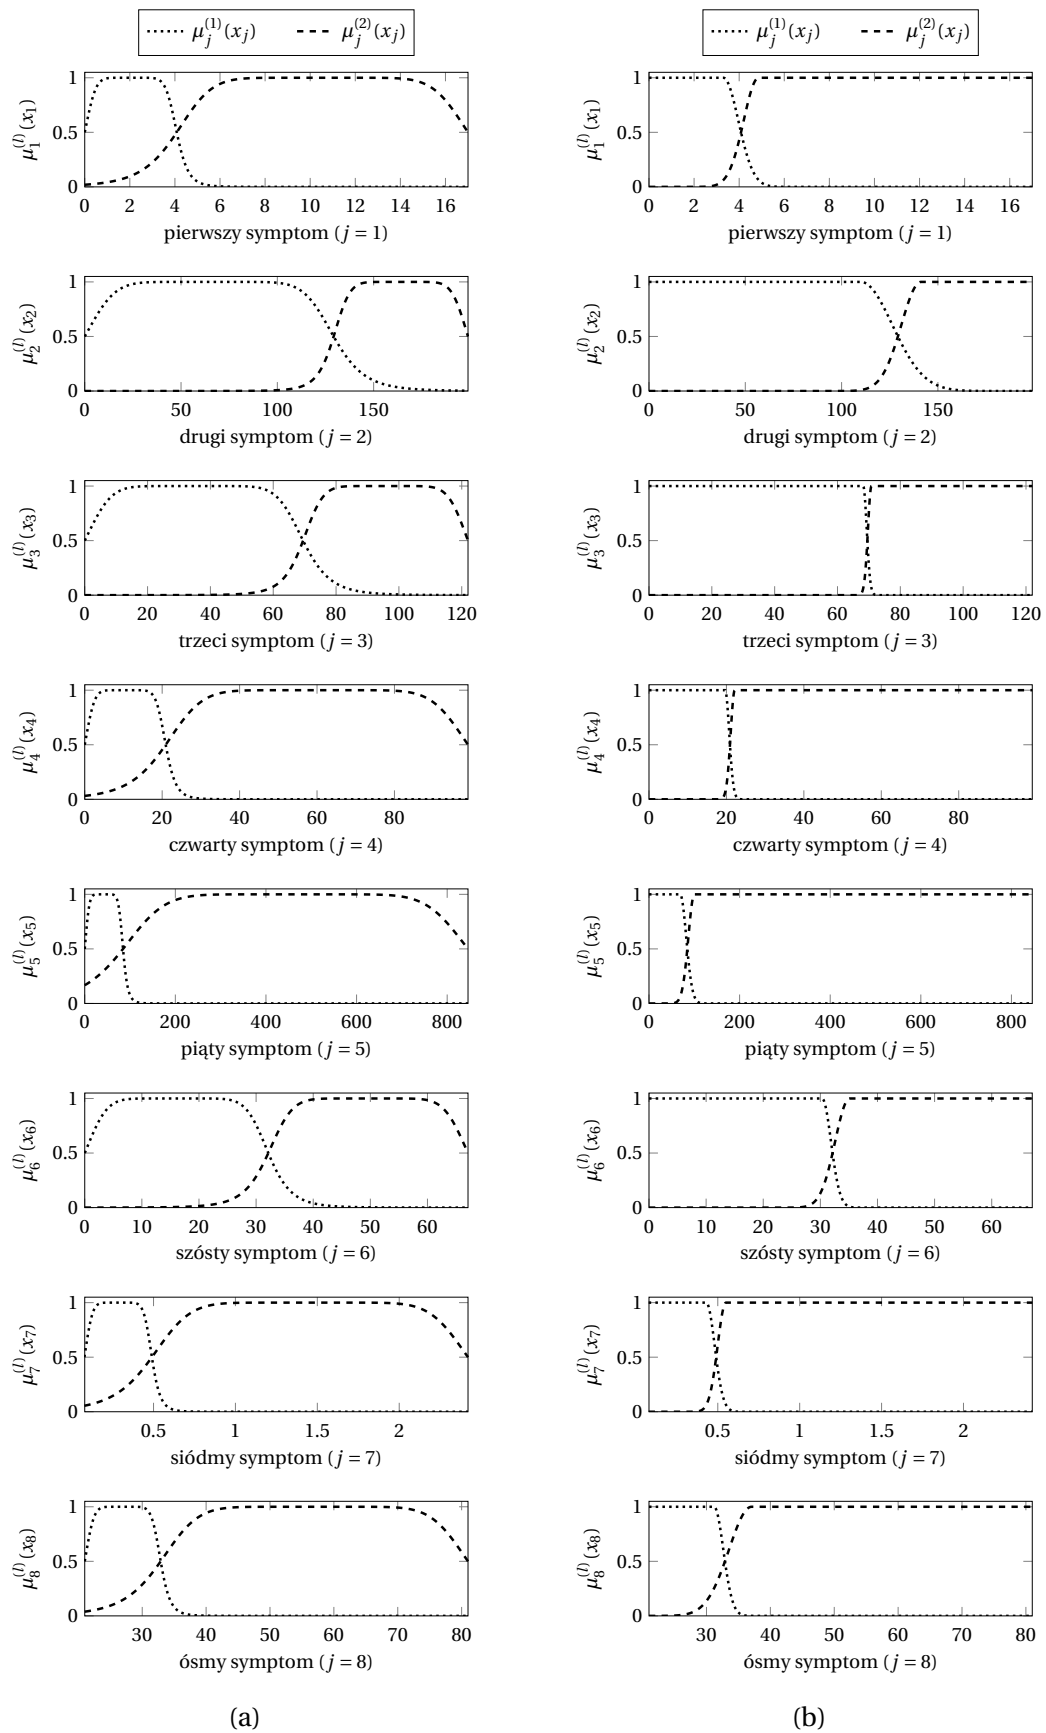 μ_j^(1)(x_j) μ_j^(2)(x_j)
μ_j^(1)(x_j) μ_j^(2)(x_j)
μ_1^(l)(x_1)
1
0.5
0
0 2 4 6 8 10 12 14 16
pierwszy symptom (j = 1)
μ_1^(l)(x_1)
1
0.5
0
0 2 4 6 8 10 12 14 16
pierwszy symptom (j = 1)
μ_2^(l)(x_2)
1
0.5
0
0 50 100 150
drugi symptom (j = 2)
μ_2^(l)(x_2)
1
0.5
0
0 50 100 150
drugi symptom (j = 2)
μ_3^(l)(x_3)
1
0.5
0
0 20 40 60 80 100 120
trzeci symptom (j = 3)
μ_3^(l)(x_3)
1
0.5
0
0 20 40 60 80 100 120
trzeci symptom (j = 3)
μ_4^(l)(x_4)
1
0.5
0
0 20 40 60 80
czwarty symptom (j = 4)
μ_4^(l)(x_4)
1
0.5
0
0 20 40 60 80
czwarty symptom (j = 4)
μ_5^(l)(x_5)
1
0.5
0
0 200 400 600 800
piąty symptom (j = 5)
μ_5^(l)(x_5)
1
0.5
0
0 200 400 600 800
piąty symptom (j = 5)
μ_6^(l)(x_6)
1
0.5
0
0 10 20 30 40 50 60
szósty symptom (j = 6)
μ_6^(l)(x_6)
1
0.5
0
0 10 20 30 40 50 60
szósty symptom (j = 6)
μ_7^(l)(x_7)
1
0.5
0
0.5 1 1.5 2
siódmy symptom (j = 7)
μ_7^(l)(x_7)
1
0.5
0
0.5 1 1.5 2
siódmy symptom (j = 7)
μ_8^(l)(x_8)
1
0.5
0
30 40 50 60 70 80
ósmy symptom (j = 8)
μ_8^(l)(x_8)
1
0.5
0
30 40 50 60 70 80
ósmy symptom (j = 8)
(a)
(b)